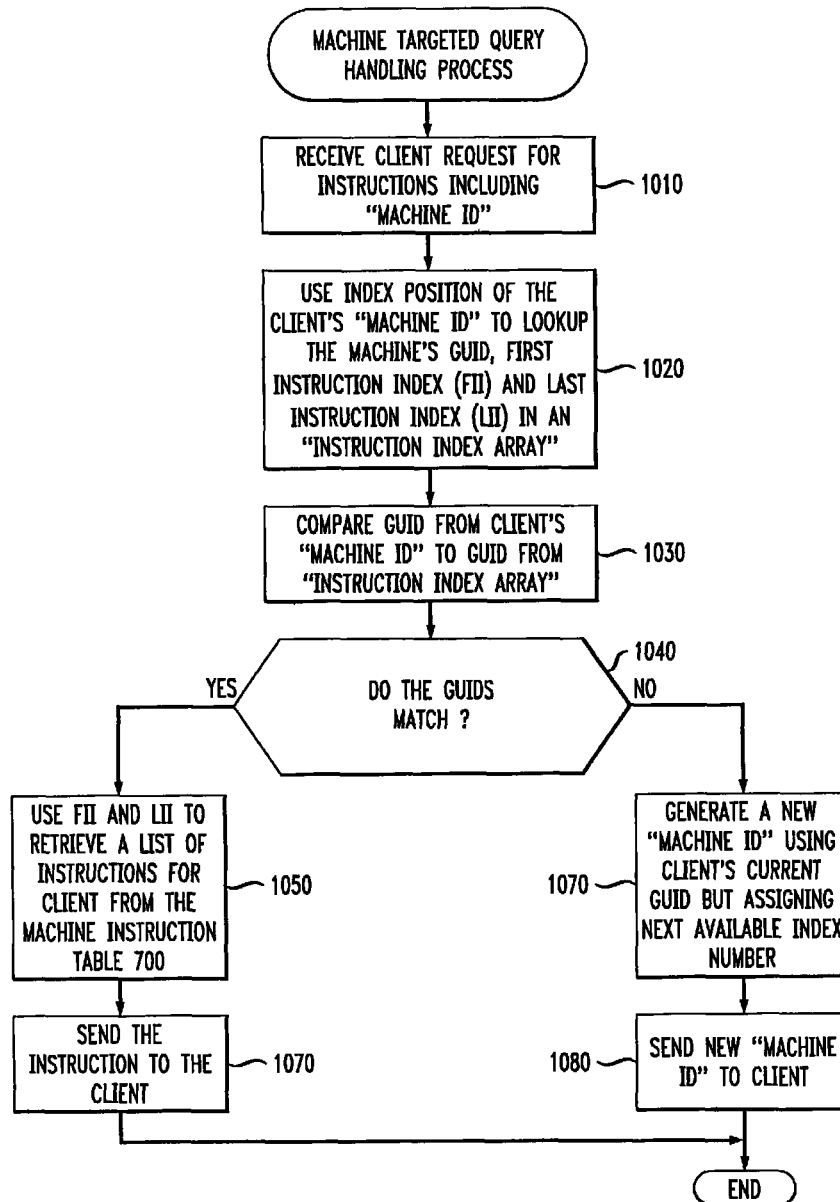 MACHINE TARGETED QUERY
HANDLING PROCESS
RECEIVE CLIENT REQUEST FOR
INSTRUCTIONS INCLUDING
“MACHINE ID”
1010
USE INDEX POSITION OF THE
CLIENT'S “MACHINE ID” TO LOOKUP
THE MACHINE'S GUID, FIRST
INSTRUCTION INDEX (FII) AND LAST
INSTRUCTION INDEX (LII) IN AN
“INSTRUCTION INDEX ARRAY”
1020
COMPARE GUID FROM CLIENT'S
“MACHINE ID” TO GUID FROM
“INSTRUCTION INDEX ARRAY”
1030
1040
YES
DO THE GUIDS
MATCH ?
NO
USE FII AND LII TO
RETRIEVE A LIST OF
INSTRUCTIONS FOR
CLIENT FROM THE
MACHINE INSTRUCTION
TABLE 700
1050
1070
GENERATE A NEW
“MACHINE ID” USING
CLIENT'S CURRENT
GUID BUT ASSIGNING
NEXT AVAILABLE INDEX
NUMBER
SEND THE
INSTRUCTION TO THE
CLIENT
1070
1080
SEND NEW “MACHINE
ID” TO CLIENT
END